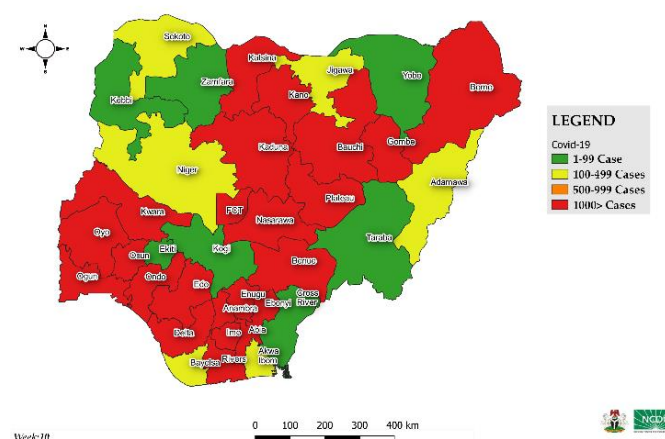 N
Sokoto
Katsina
Zamfara
Jigawa
Yobe
Kebbi
Kano
Borno
Kaduna
Bauchi
Gombe
Niger
Adamawa
Plateau
FCT
Kwara
Nasarawa
Oyo
Taraba
Ekiti
Kogi
Osun
Benue
Ogun
Ondo
Edo
Enugu
Cross
River
Ebonyi
Anambra
Delta
Imo
Abia
Akwa
Ibom
Bayelsa
Rivers
LEGEND
Covid-19
1-99 Case
100-499 Cases
500-999 Cases
1000> Cases
0 100 200 300 400 km
NCDC